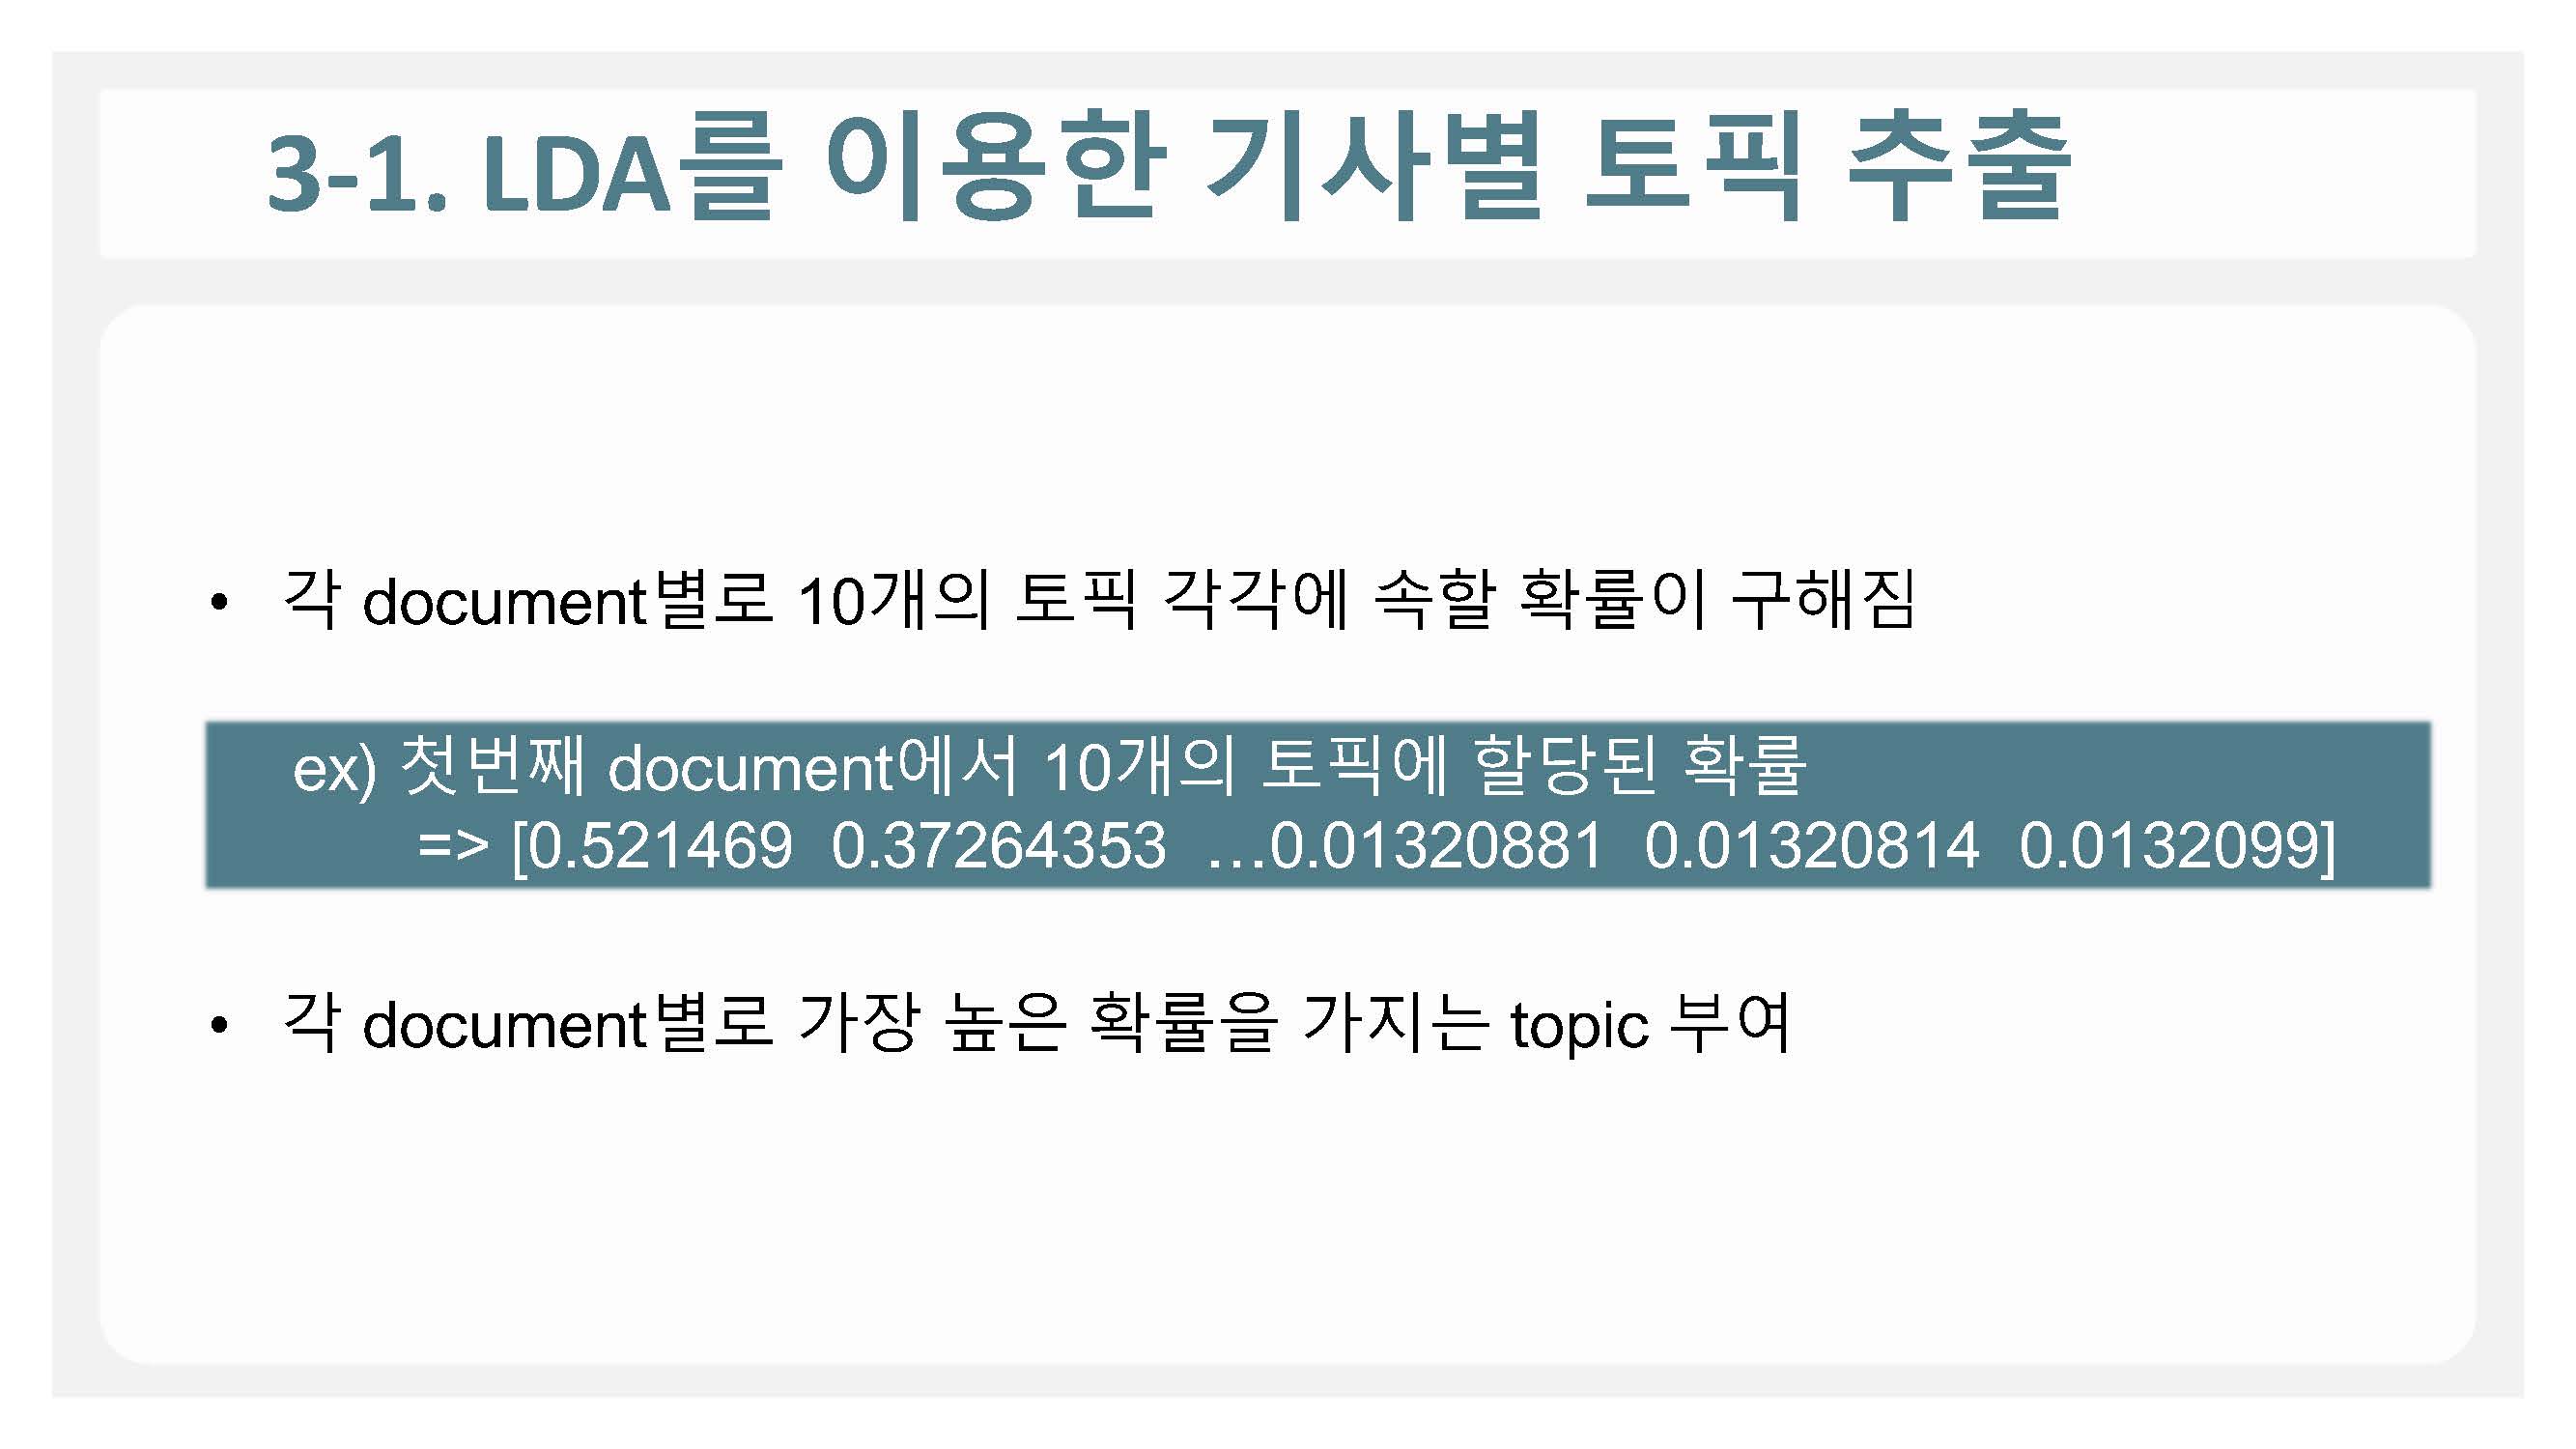 3-1. LDA를 이용한 기사별 토픽 추출
• 각 document별로 10개의 토픽 각각에 속할 확률이 구해짐
ex) 첫번째 document에서 10개의 토픽에 할당된 확률
=> [0.521469 0.37264353 …0.01320881 0.01320814 0.0132099]
• 각 document별로 가장 높은 확률을 가지는 topic 부여